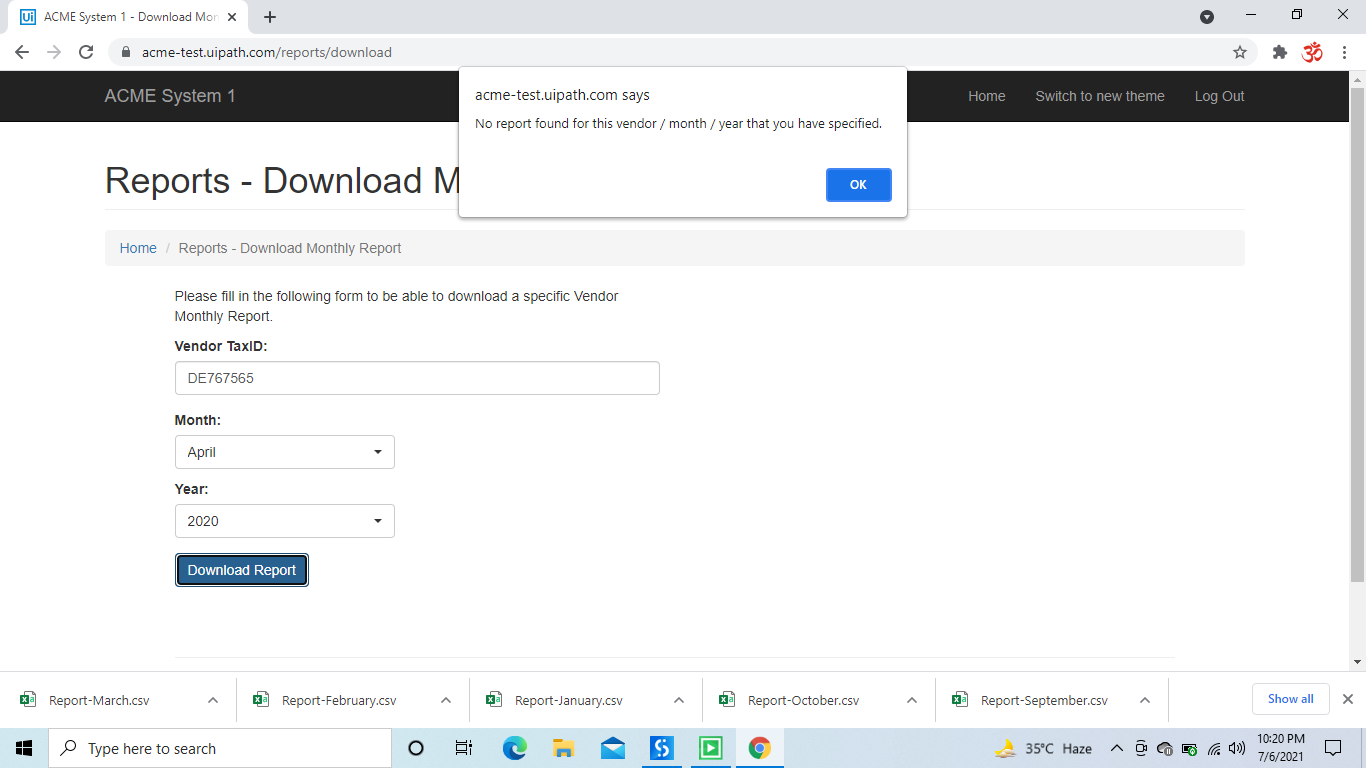 Ui ACME System 1 - Download Mon
acme-test.uipath.com/reports/download
ACME System 1
Home Switch to new theme Log Out
acme-test.uipath.com says
No report found for this vendor / month / year that you have specified.
OK
Reports - Download M
Home / Reports - Download Monthly Report
Please fill in the following form to be able to download a specific Vendor
Monthly Report.
Vendor TaxID:
DE767565
Month:
April
Year:
2020
Download Report
Report-March.csv Report-February.csv Report-January.csv Report-October.csv Report-September.csv Show all
Type here to search
35°C Haze
10:20 PM
7/6/2021